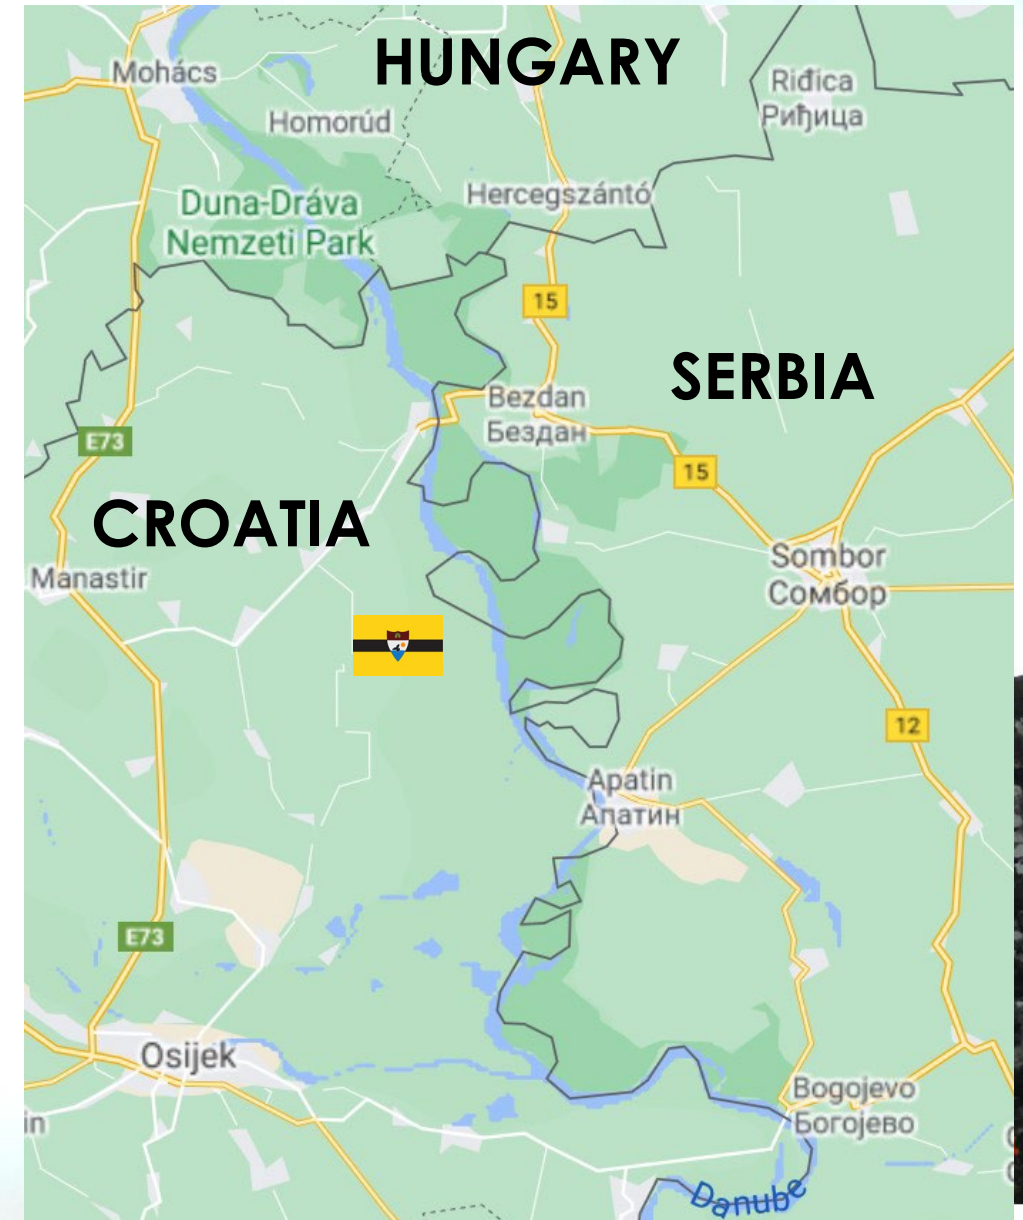 HUNGARY
Mohács
Riđica
Риђица
Homorúd
Duna-Dráva
Nemzeti Park
Hercegszántó
15
SERBIA
Bezdan
Бездан
E73
15
CROATIA
Manastir
Sombor
Сомбор
12
Apatin
Апатин
E73
Osijek
Bogojevo
Богојево
in
Danube